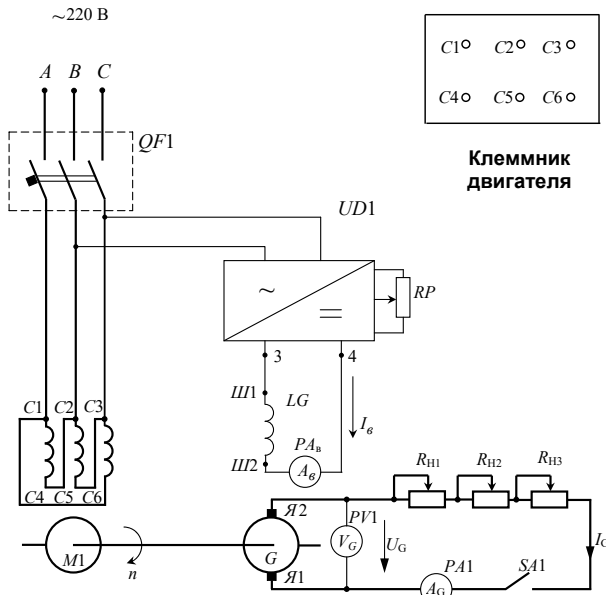 ~220 В
A B C
QF1
C1 C2 C3
C4 C5 C6
Клеммник
двигателя
UD1
~
=
RP
3 4
Ш1
LG
Ш2
PAв
Aв
Iв
C1 C2 C3
C4 C5 C6
M1
n
G
Я2
Я1
PV1
VG
UG
RН1 RН2 RН3
PA1
AG
SA1